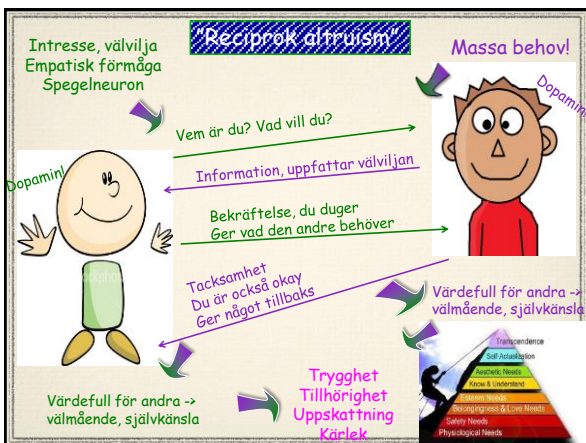 "Reciprok altruism"
Intresse, välvilja
Empatisk förmåga
Spegelneuron
Massa behov!
Dopamin!
Vem är du? Vad vill du?
Information, uppfattar välviljan
Dopamin!
Bekräftelse, du duger
Ger vad den andre behöver
Tacksamhet
Du är också okay
Ger något tillbaks
Värdefull för andra ->
välmående, självkänsla
Transcendence
Self-Actualization
Aesthetic Needs
Know & Understand
Esteem Needs
Belongingness & Love Needs
Safety Needs
Physiological Needs
Värdefull för andra ->
välmående, självkänsla
Trygghet
Tillhörighet
Uppskattning
Kärlek